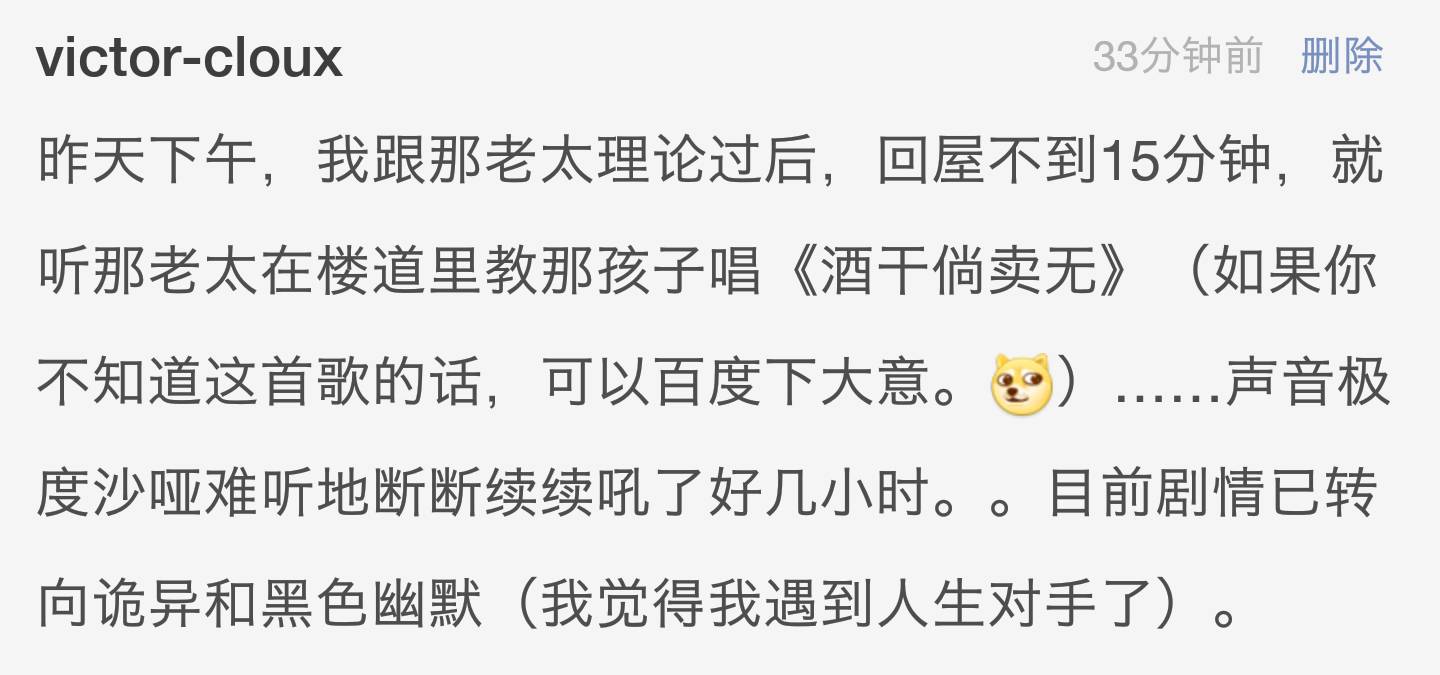 victor-cloux 33分钟前 删除
昨天下午，我跟那老太理论过后，回屋不到15分钟，就
听那老太在楼道里教那孩子唱《酒干倘卖无》（如果你
不知道这首歌的话，可以百度下大意。）……声音极
度沙哑难听地断断续续吼了好几小时。。目前剧情已转
向诡异和黑色幽默（我觉得我遇到人生对手了）。